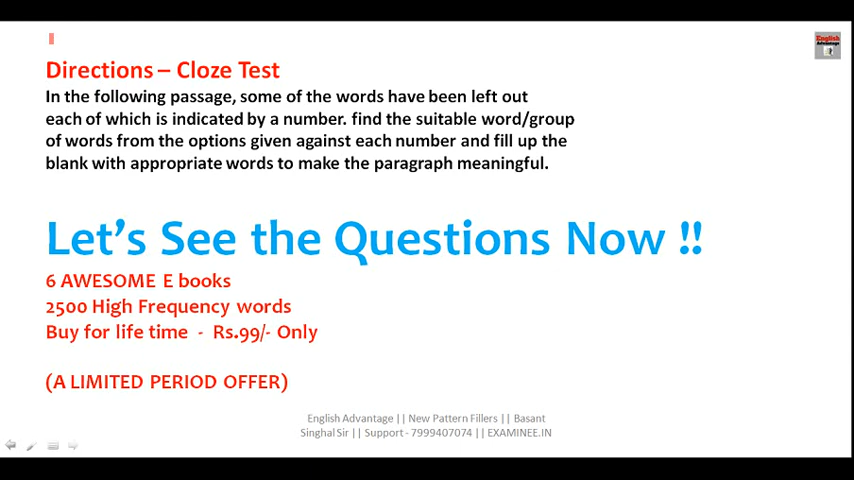 English
Advantage
Directions – Cloze Test
In the following passage, some of the words have been left out
each of which is indicated by a number. find the suitable word/group
of words from the options given against each number and fill up the
blank with appropriate words to make the paragraph meaningful.
Let's See the Questions Now !!
6 AWESOME E books
2500 High Frequency words
Buy for life time - Rs.99/- Only
(A LIMITED PERIOD OFFER)
English Advantage || New Pattern Fillers || Basant
Singhal Sir || Support - 7999407074 || EXAMINEE.IN